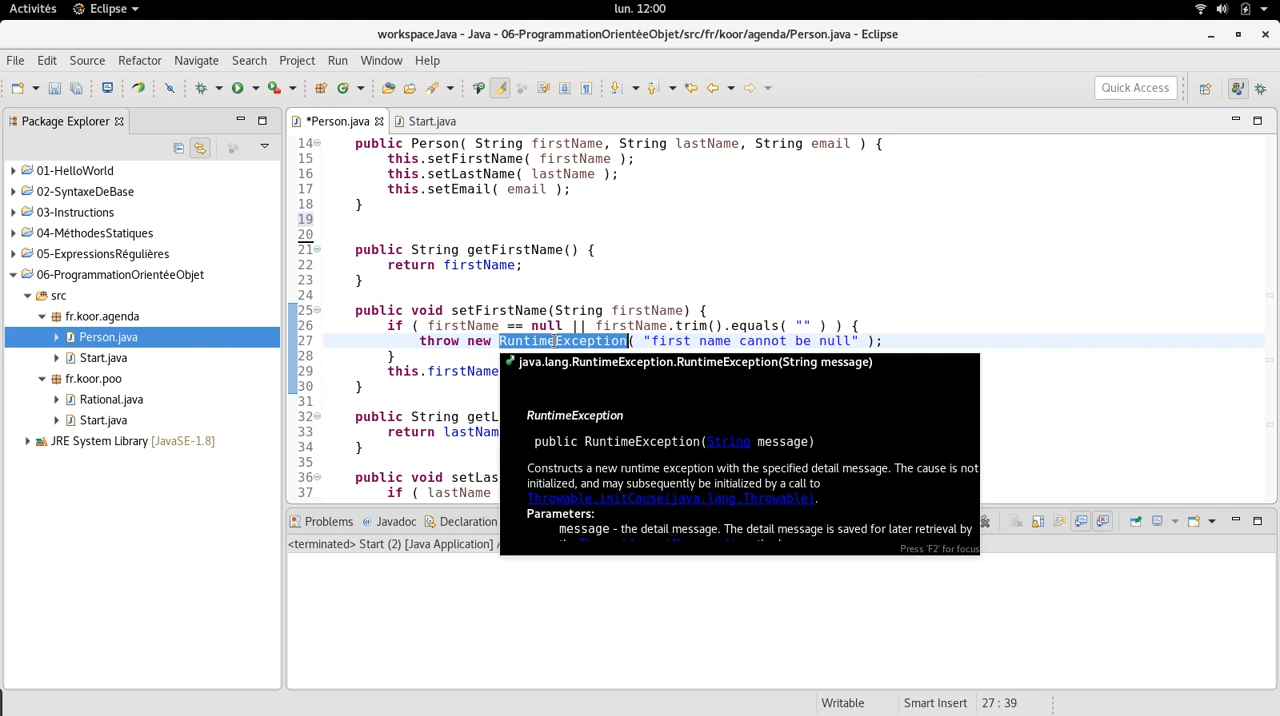 Activités Eclipse lun. 12:00
workspaceJava - Java - 06-ProgrammationOrientéeObjet/src/fr/koor/agenda/Person.java - Eclipse
File Edit Source Refactor Navigate Search Project Run Window Help
Quick Access
Package Explorer
*Person.java Start.java
01-HelloWorld
02-SyntaxeDeBase
03-Instructions
04-MéthodesStatiques
05-ExpressionsRégulières
06-ProgrammationOrientéeObjet
src
fr.koor.agenda
Person.java
Start.java
fr.koor.poo
Rational.java
Start.java
JRE System Library [JavaSE-1.8]
14 public Person( String firstName, String lastName, String email ) {
15 this.setFirstName( firstName );
16 this.setLastName( lastName );
17 this.setEmail( email );
18 }
19
20
21 public String getFirstName() {
22 return firstName;
23 }
24
25 public void setFirstName(String firstName) {
26 if ( firstName == null || firstName.trim().equals( "" ) ) {
27 throw new RuntimeException( "first name cannot be null" );
28 }
29 this.firstName
30 }
31
32 public String getL
33 return lastNam
34 }
35
36 public void setLas
37 if ( lastName
java.lang.RuntimeException.RuntimeException(String message)
RuntimeException
public RuntimeException(String message)
Constructs a new runtime exception with the specified detail message. The cause is not
initialized, and may subsequently be initialized by a call to
Throwable.initCause(java.lang.Throwable).
Parameters:
message - the detail message. The detail message is saved for later retrieval by
Press 'F2' for focus
Problems Javadoc Declaration
<terminated> Start (2) [Java Application]
Writable Smart Insert 27 : 39